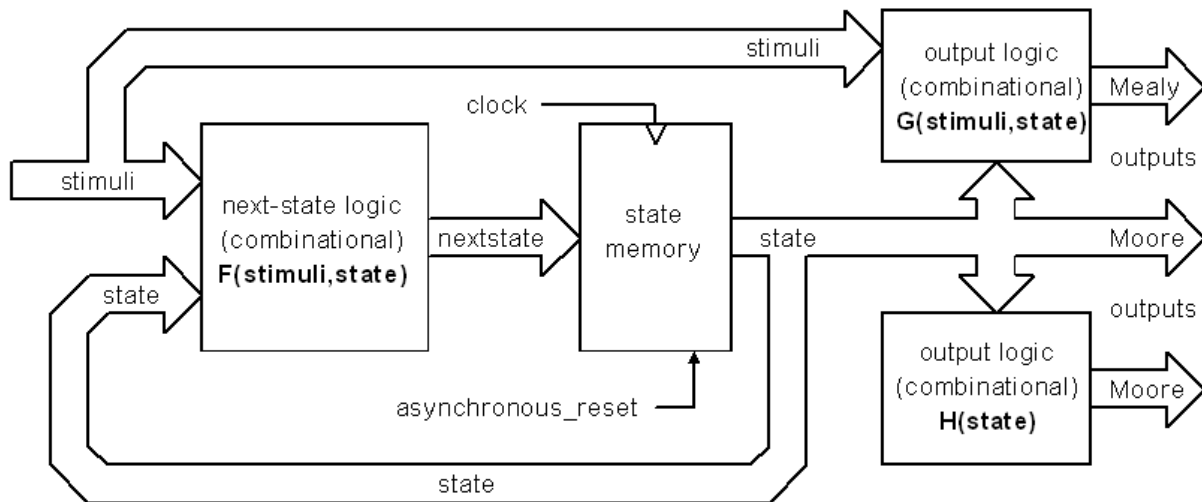 stimuli
output logic
(combinational)
G(stimuli,state)
Mealy
clock
outputs
stimuli
next-state logic
(combinational)
F(stimuli,state)
nextstate
state
memory
state
Moore
state
outputs
output logic
(combinational)
H(state)
Moore
asynchronous_reset
state